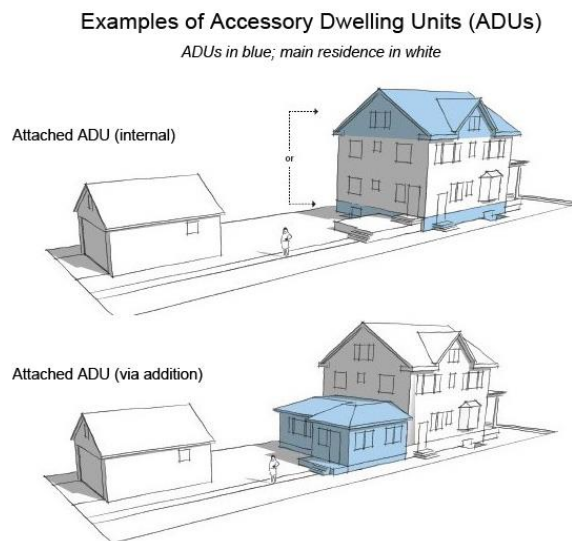 Examples of Accessory Dwelling Units (ADUs)
ADUs in blue; main residence in white
Attached ADU (internal)
or
Attached ADU (via addition)